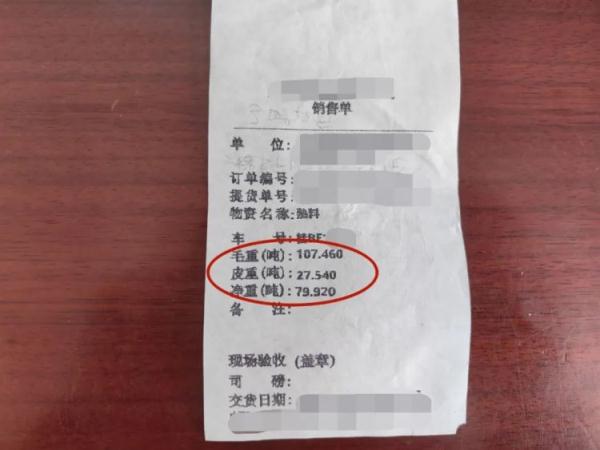 销售单
单 位:
订单编号:
提货单号:
物资名称:熟料
车 号:
毛重(吨):107.460
皮重(吨):27.540
净重(吨):79.920
备 注:
现场验收(盖章)
司 磅:
交货日期: